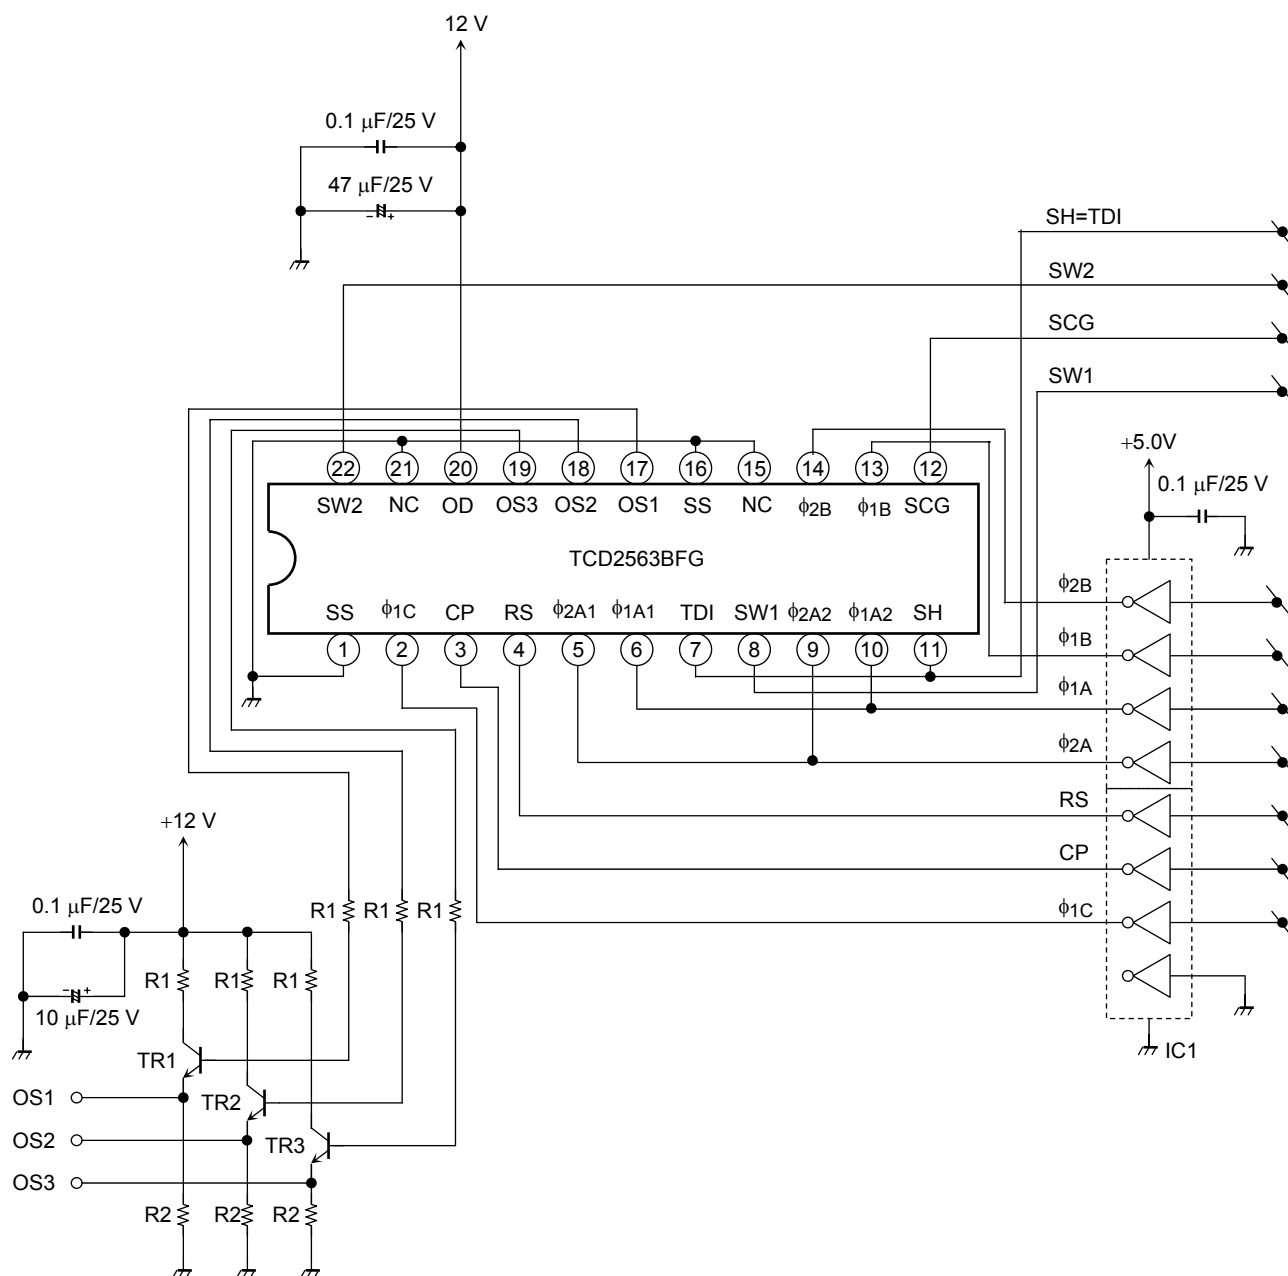 12 V
0.1 μF/25 V
47 μF/25 V
SH=TDI
SW2
SCG
SW1
+5.0V
0.1 μF/25 V
22 21 20 19 18 17 16 15 14 13 12
SW2 NC OD OS3 OS2 OS1 SS NC ϕ2B ϕ1B SCG
TCD2563BFG
SS ϕ1C CP RS ϕ2A1 ϕ1A1 TDI SW1 ϕ2A2 ϕ1A2 SH
1 2 3 4 5 6 7 8 9 10 11
ϕ2B
ϕ1B
ϕ1A
ϕ2A
RS
CP
ϕ1C
IC1
+12 V
0.1 μF/25 V
10 μF/25 V
R1 R1 R1
R1 R1 R1
TR1
TR2
TR3
OS1
OS2
OS3
R2 R2 R2